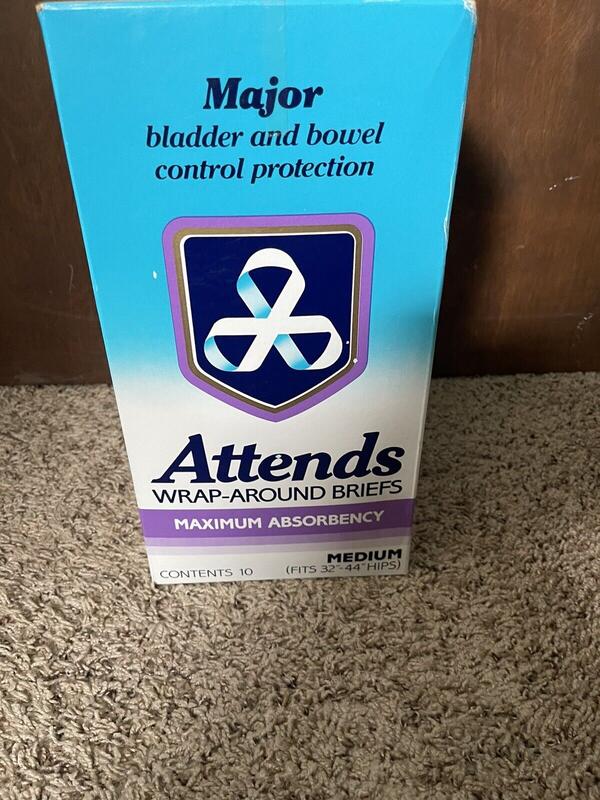 Major
bladder and bowel
control protection
Attends
WRAP-AROUND BRIEFS
MAXIMUM ABSORBENCY
MEDIUM
CONTENTS 10 (FITS 32"-44" HIPS)